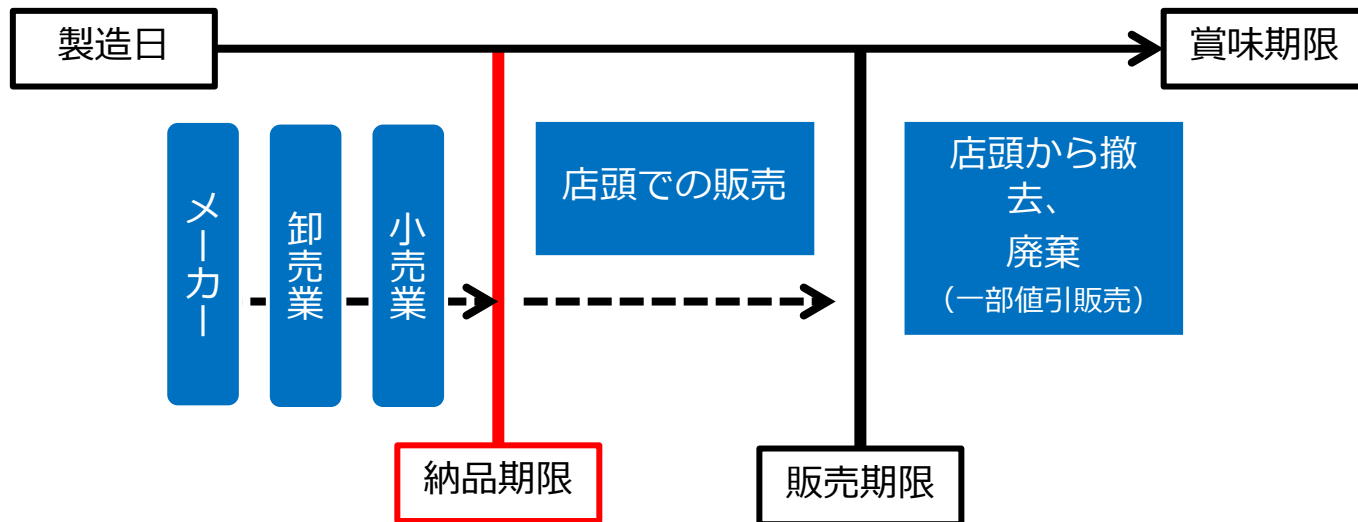 製造日
賞味期限
メーカー
卸売業
小売業
店頭での販売
店頭から撤
去、
廃棄
（一部値引販売）
納品期限
販売期限